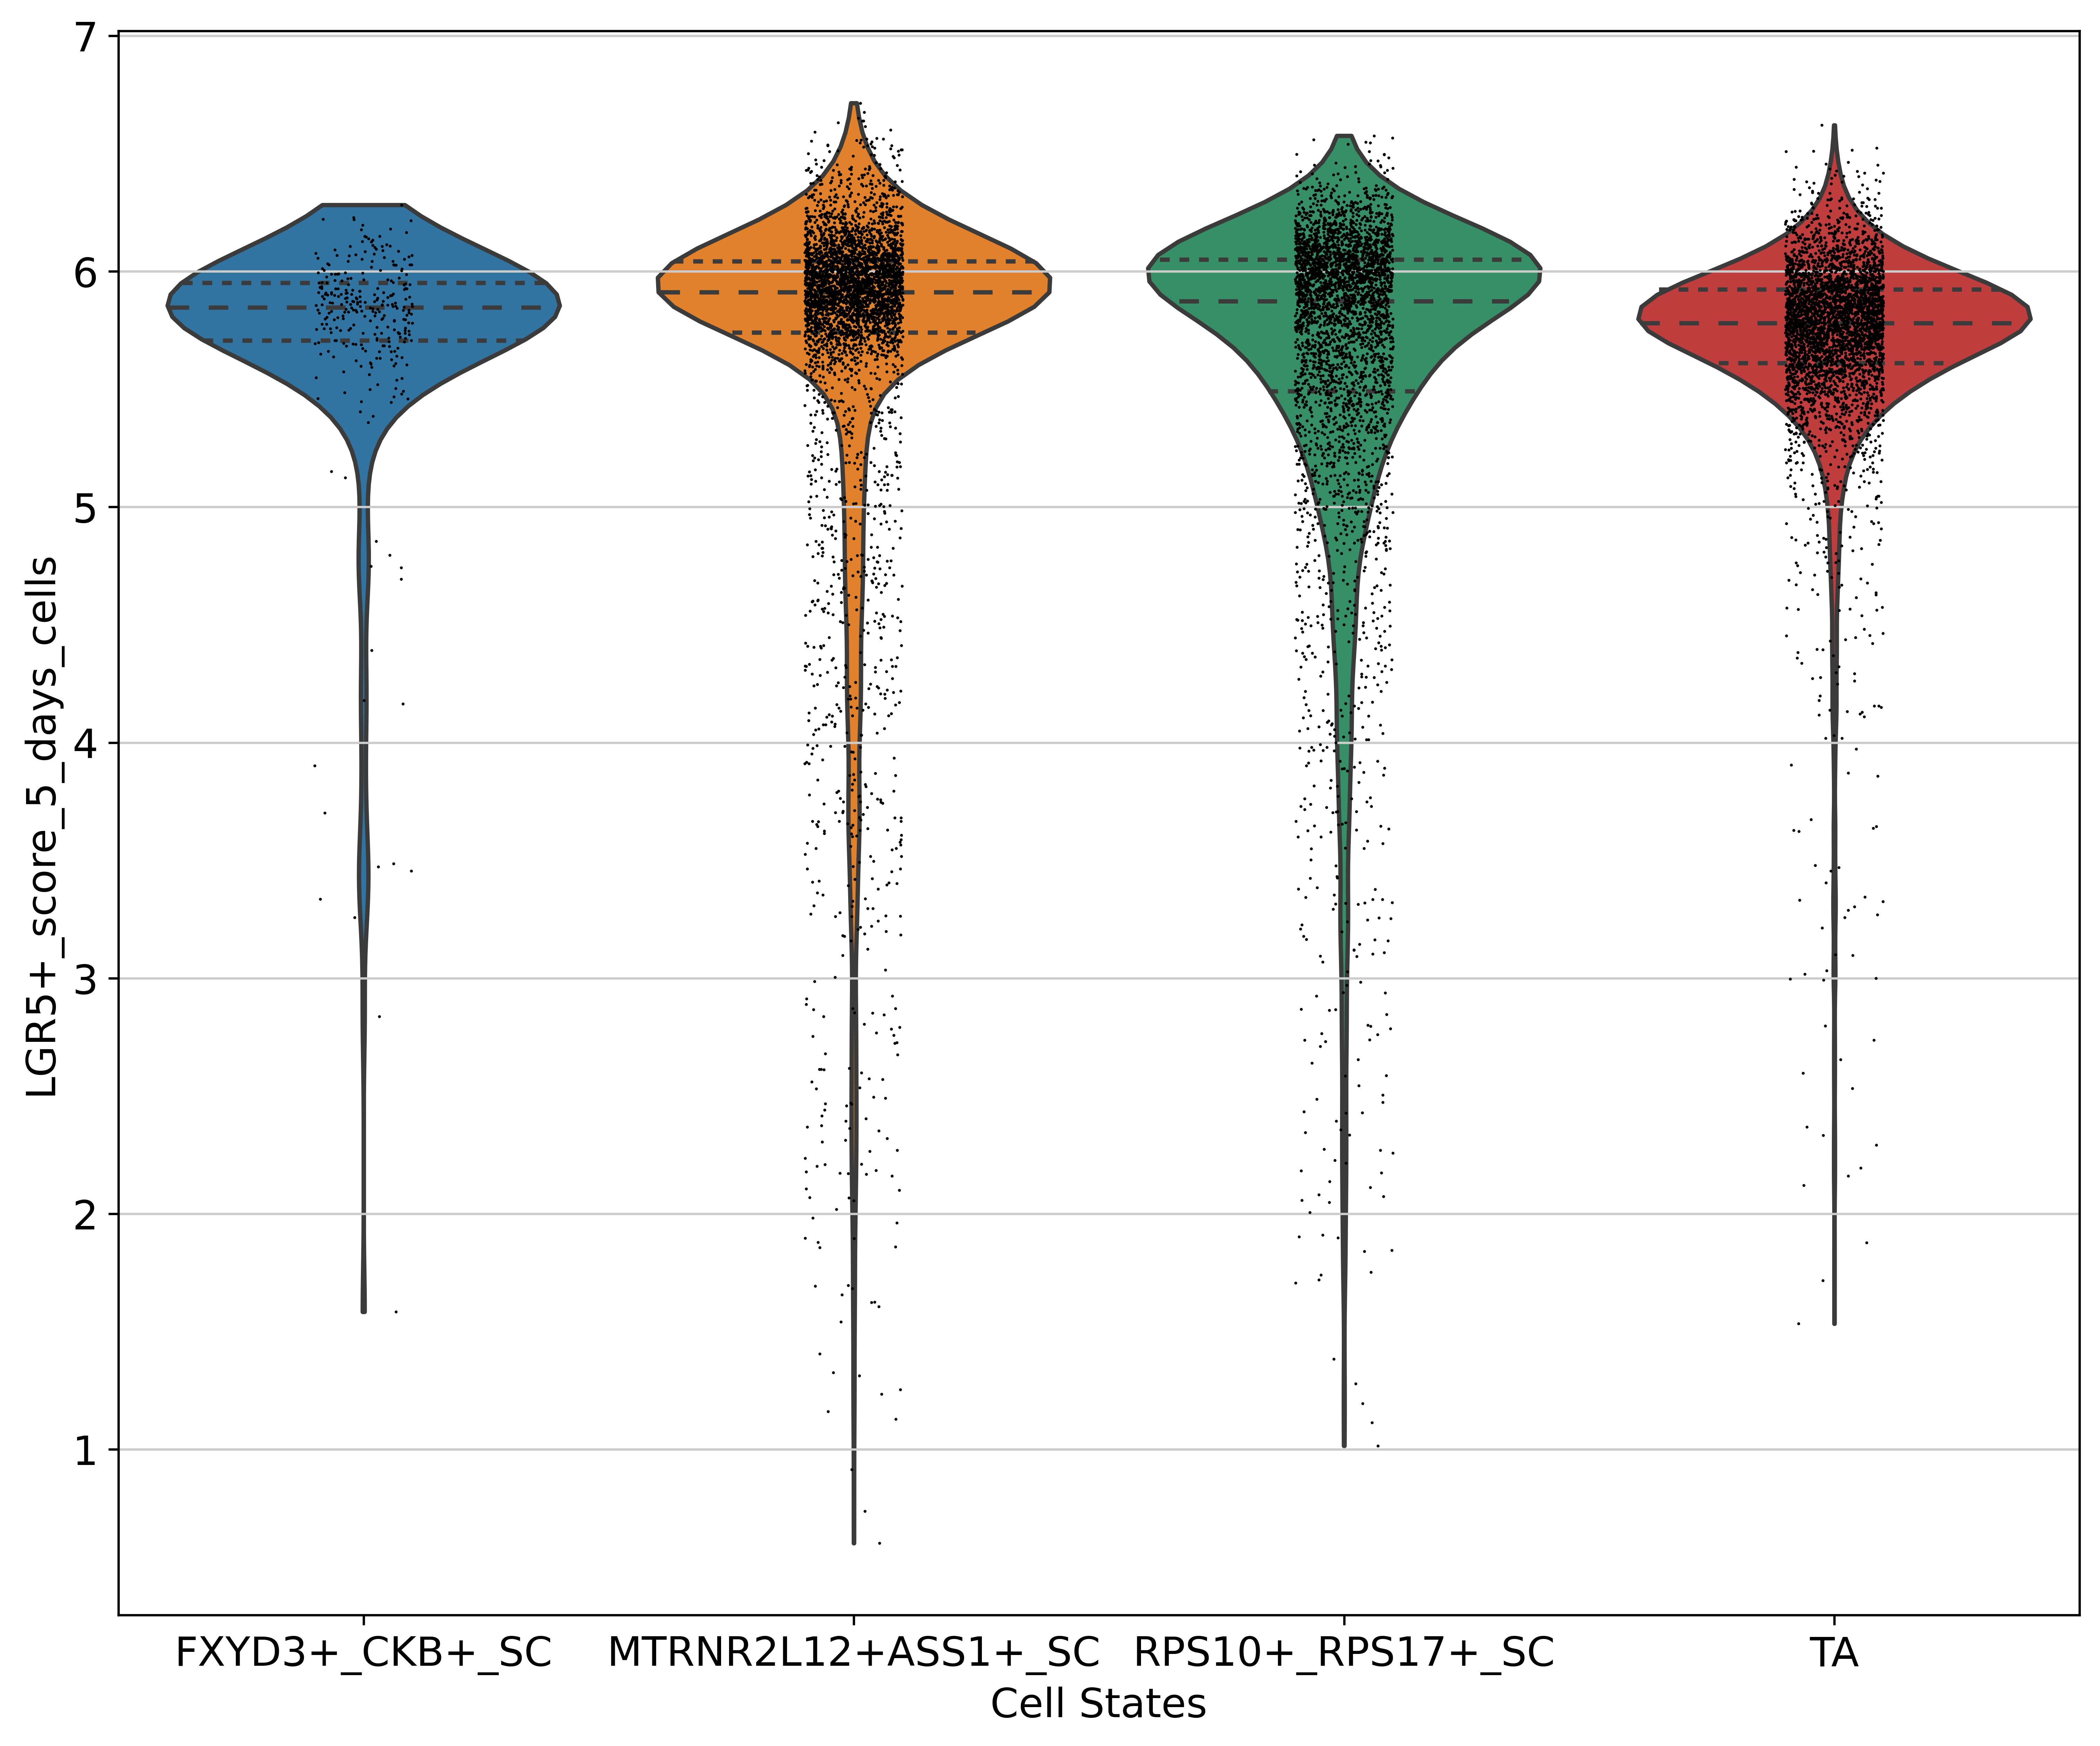 7
6
5
4
3
2
1
LGR5+_score_5_days_cells
FXYD3+_CKB+_SC MTRNR2L12+ASS1+_SC RPS10+_RPS17+_SC TA
Cell States